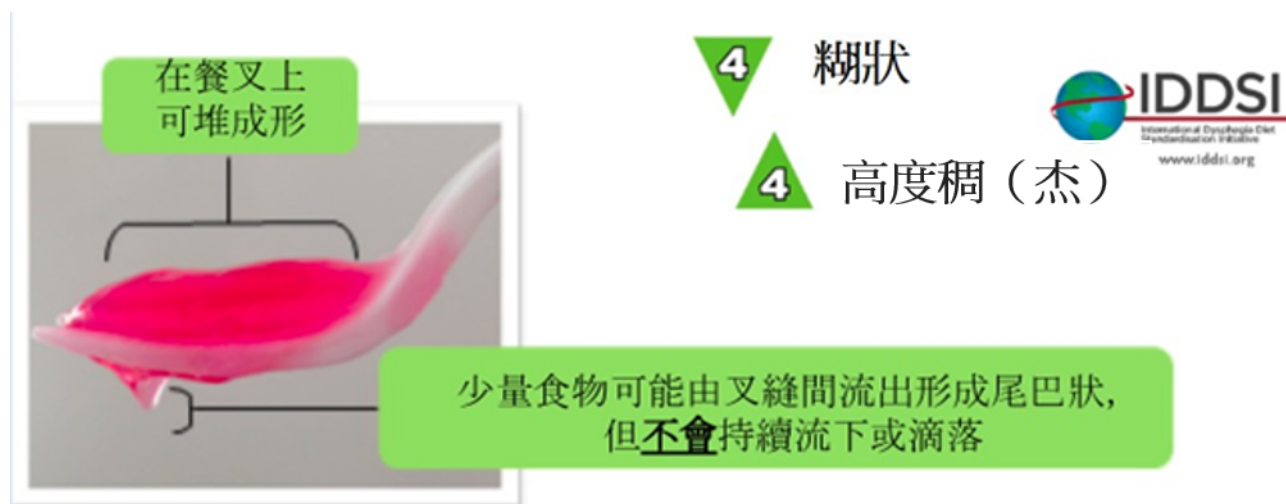 在餐叉上
可堆成形
4 糊狀
IDDSI
International Dysphagia Diet
Standardisation Initiative
www.iddsi.org
4 高度稠（杰）
少量食物可能由叉縫間流出形成尾巴狀,
但不會持續流下或滴落